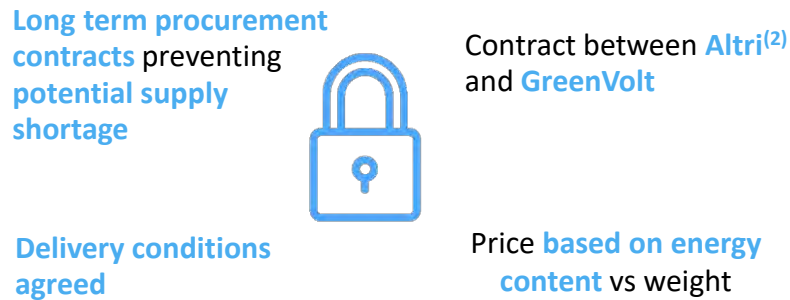 Long term procurement
contracts preventing
potential supply
shortage
Contract between Altri(2)
and GreenVolt
Delivery conditions
agreed
Price based on energy
content vs weight